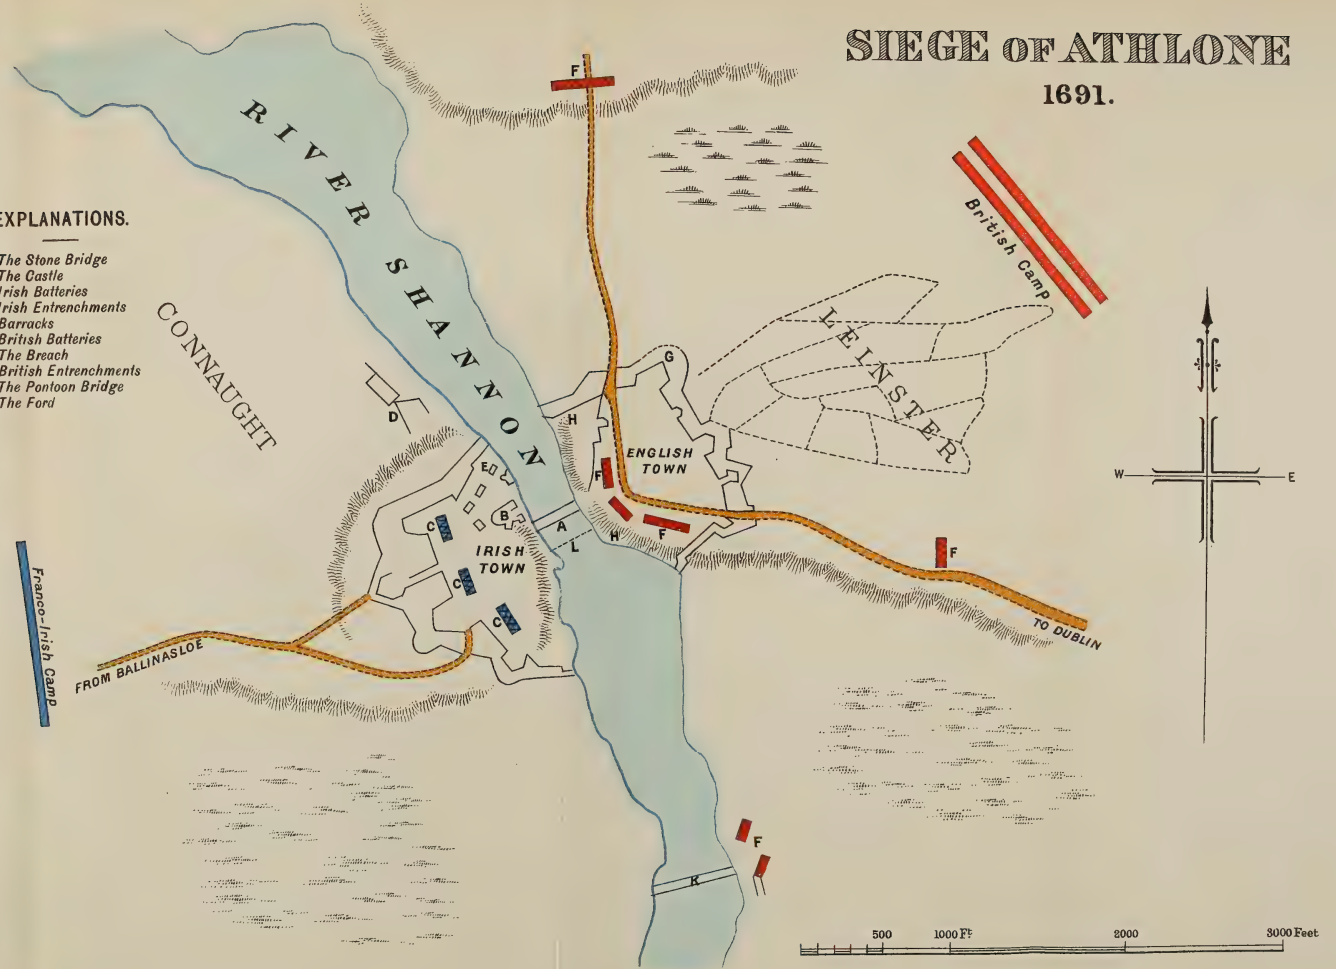 SIEGE OF ATHLONE
1691.
RIVER SHANNON
EXPLANATIONS.
The Stone Bridge
The Castle
Irish Batteries
Irish Entrenchments
Barracks
British Batteries
The Breach
British Entrenchments
The Pontoon Bridge
The Ford
CONNAUGHT
LEINSTER
British Camp
Franco-Irish Camp
ENGLISH
TOWN
IRISH
TOWN
FROM BALLINASLOE
TO DUBLIN
F
G
H
D
E
F
B
C
A
L
H
F
F
C
C
F
K
W
E
500
1000 Ft.
2000
3000 Feet